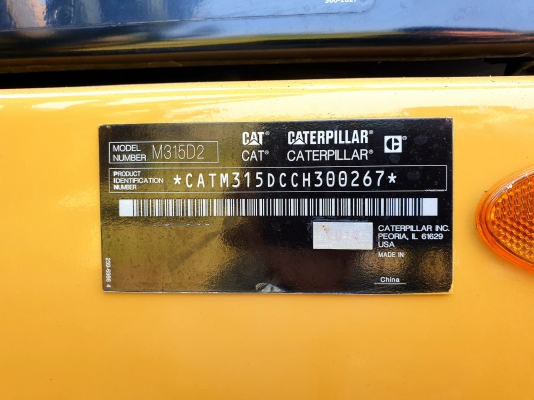 MODEL
NUMBER M315D2
CAT® CATERPILLAR®
CAT® CATERPILLAR®
PRODUCT
IDENTIFICATION
NUMBER
*CATM315DCCH300267*
CATERPILLAR INC.
PEORIA, IL 61629
USA
MADE IN
China